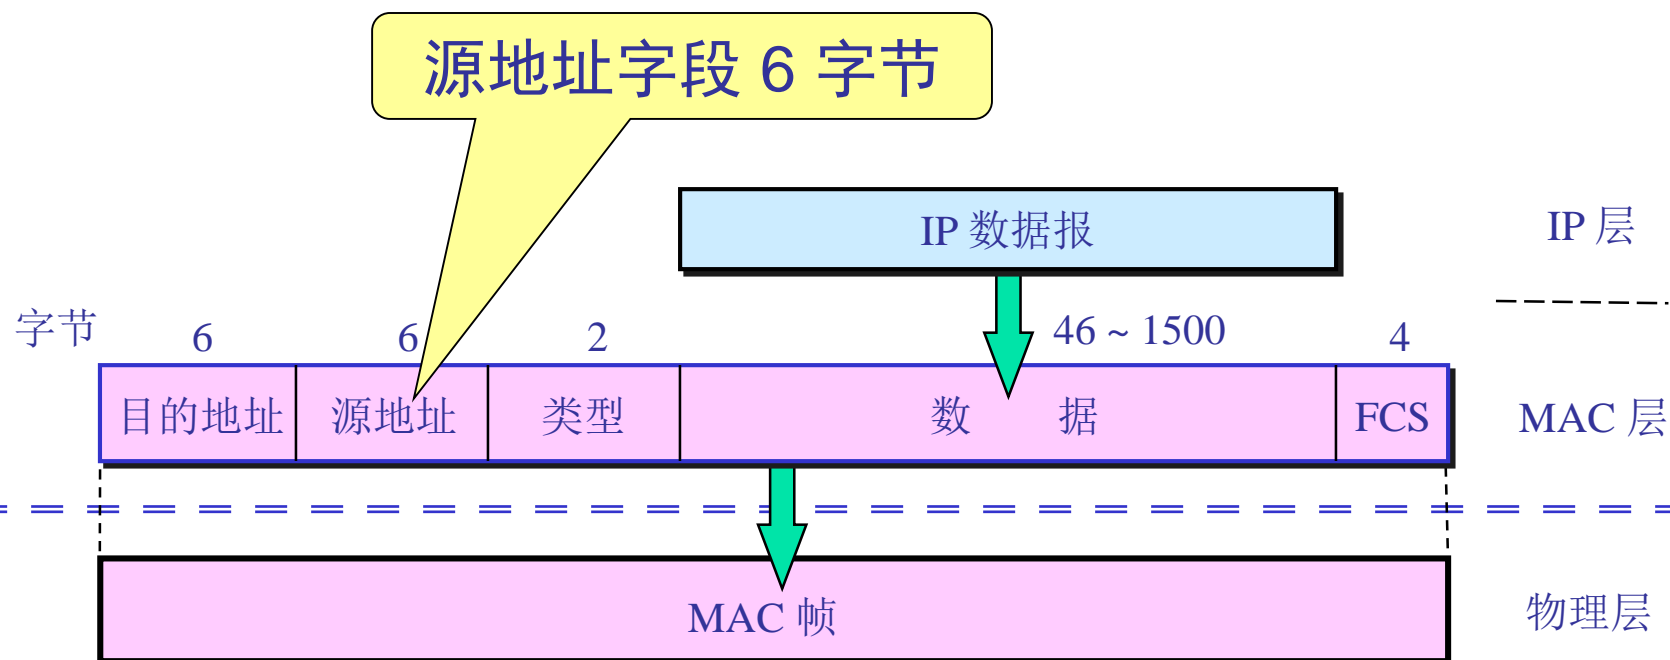 源地址字段 6 字节
IP 数据报
IP 层
字节
6
6
2
46 ~ 1500
4
目的地址
源地址
类型
数 据
FCS
MAC 层
MAC 帧
物理层